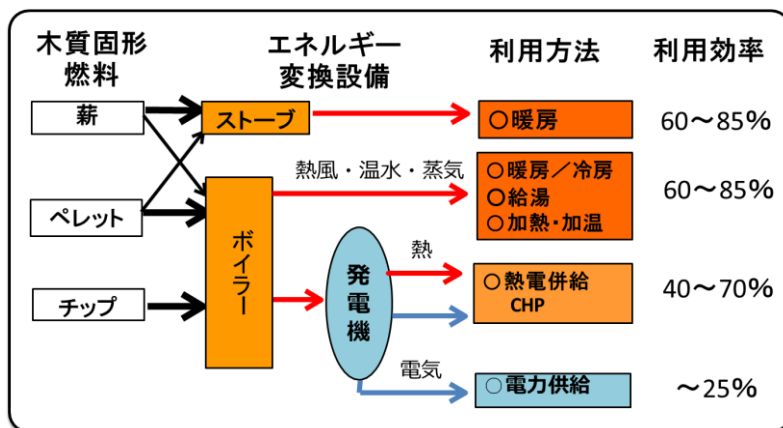 木質固形
燃料
エネルギー
変換設備
利用方法
利用効率
薪
ストーブ
○暖房
60～85%
熱風・温水・蒸気
○暖房／冷房
○給湯
○加熱・加温
60～85%
ペレット
ボイラー
チップ
発電機
熱
○熱電併給
CHP
40～70%
電気
○電力供給
～25%